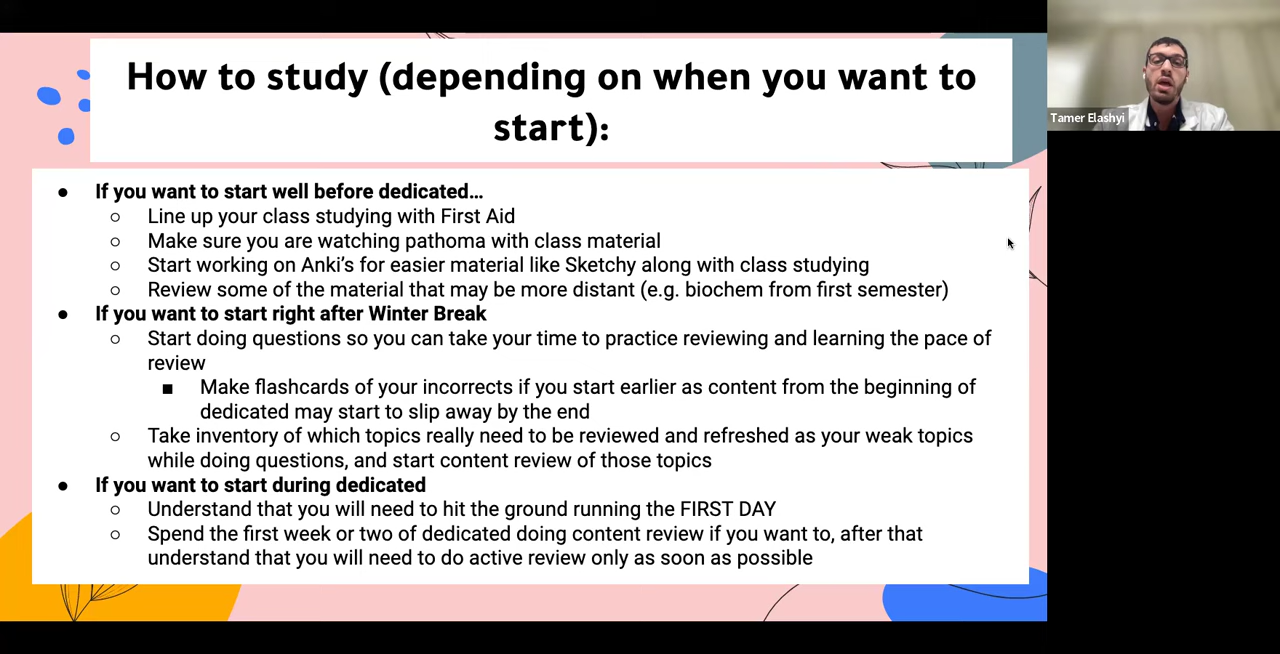 How to study (depending on when you want to
start):
Tamer Elashyi
● If you want to start well before dedicated...
○ Line up your class studying with First Aid
○ Make sure you are watching pathoma with class material
○ Start working on Anki's for easier material like Sketchy along with class studying
○ Review some of the material that may be more distant (e.g. biochem from first semester)
● If you want to start right after Winter Break
○ Start doing questions so you can take your time to practice reviewing and learning the pace of
review
■ Make flashcards of your incorrects if you start earlier as content from the beginning of
dedicated may start to slip away by the end
○ Take inventory of which topics really need to be reviewed and refreshed as your weak topics
while doing questions, and start content review of those topics
● If you want to start during dedicated
○ Understand that you will need to hit the ground running the FIRST DAY
○ Spend the first week or two of dedicated doing content review if you want to, after that
understand that you will need to do active review only as soon as possible